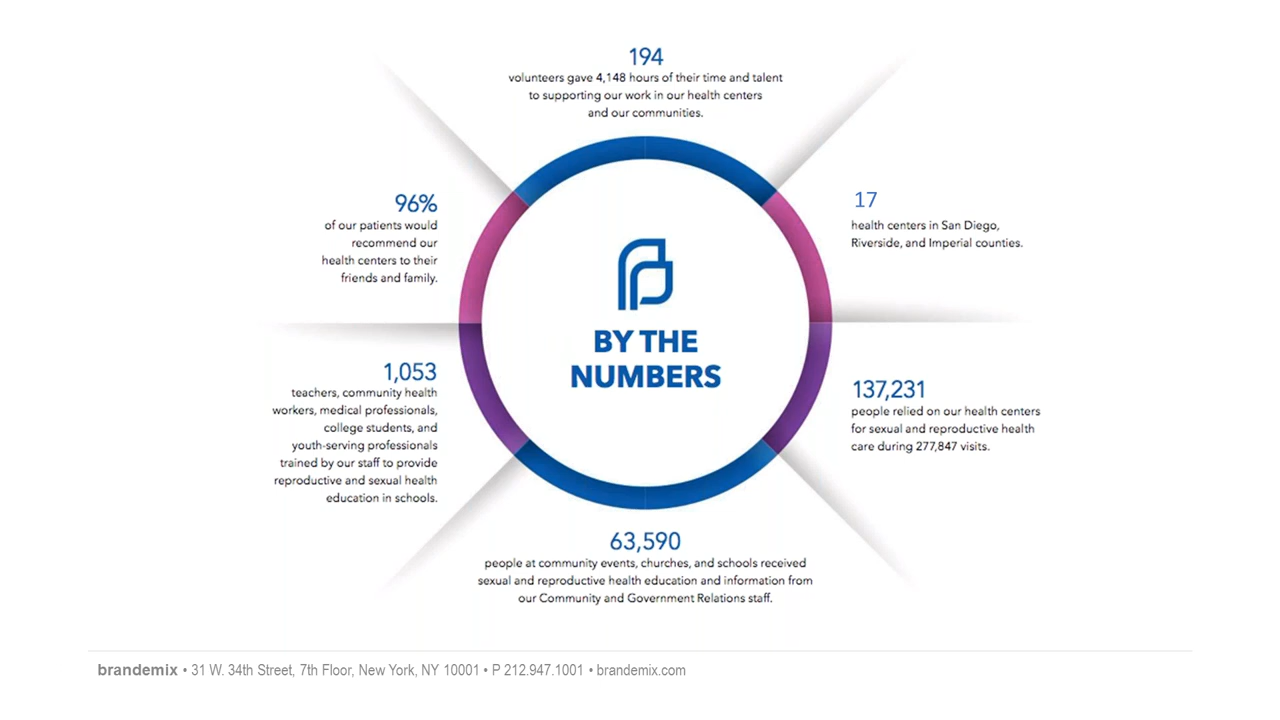 194
volunteers gave 4,148 hours of their time and talent
to supporting our work in our health centers
and our communities.
96%
of our patients would
recommend our
health centers to their
friends and family.
17
health centers in San Diego,
Riverside, and Imperial counties.
BY THE
NUMBERS
1,053
teachers, community health
workers, medical professionals,
college students, and
youth-serving professionals
trained by our staff to provide
reproductive and sexual health
education in schools.
137,231
people relied on our health centers
for sexual and reproductive health
care during 277,847 visits.
63,590
people at community events, churches, and schools received
sexual and reproductive health education and information from
our Community and Government Relations staff.
brandemix • 31 W. 34th Street, 7th Floor, New York, NY 10001 • P 212.947.1001 • brandemix.com